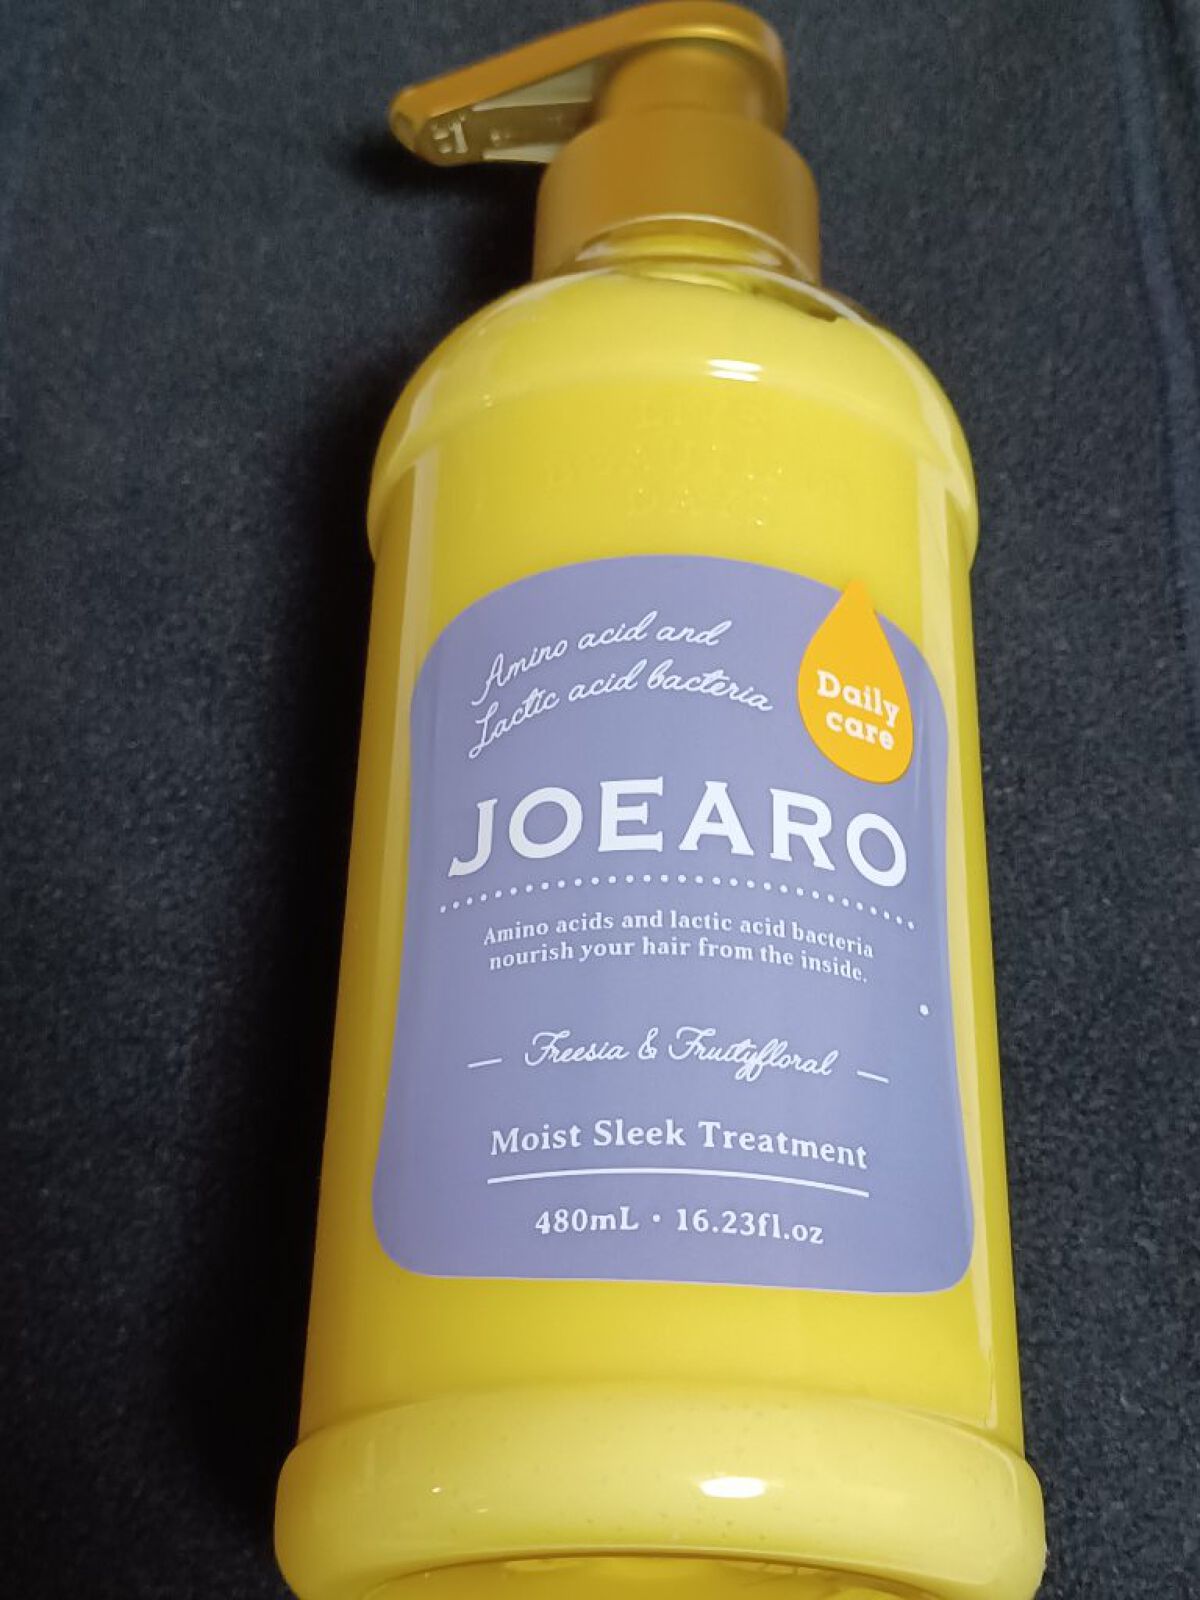 Amino acid and
Lactic acid bacteria
Daily
care
JOEARO
Amino acids and lactic acid bacteria
nourish your hair from the inside.
Freesia & Fruityfloral
Moist Sleek Treatment
480mL・16.23fl.oz